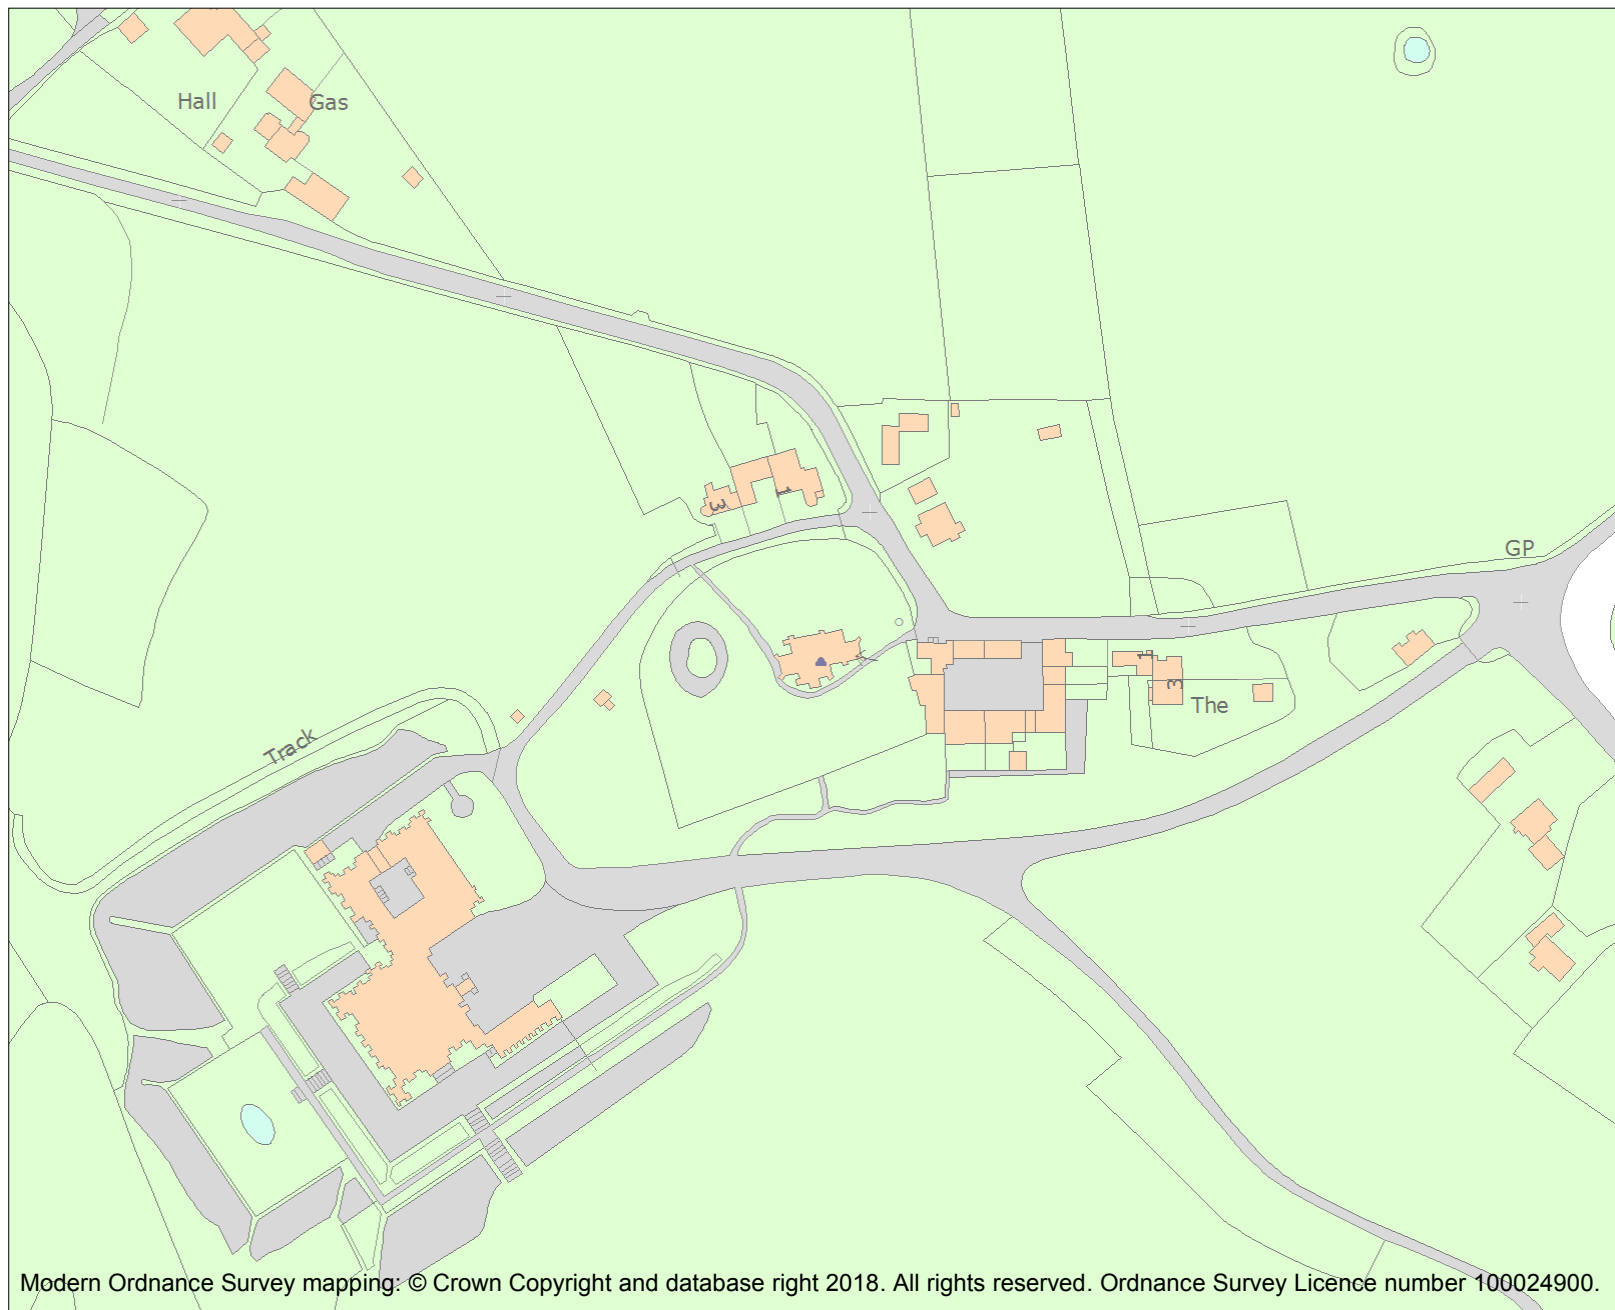 Hall
Gas
1
3
GP
1
3
The
Track
Modern Ordnance Survey mapping: © Crown Copyright and database right 2018. All rights reserved. Ordnance Survey Licence number 100024900.